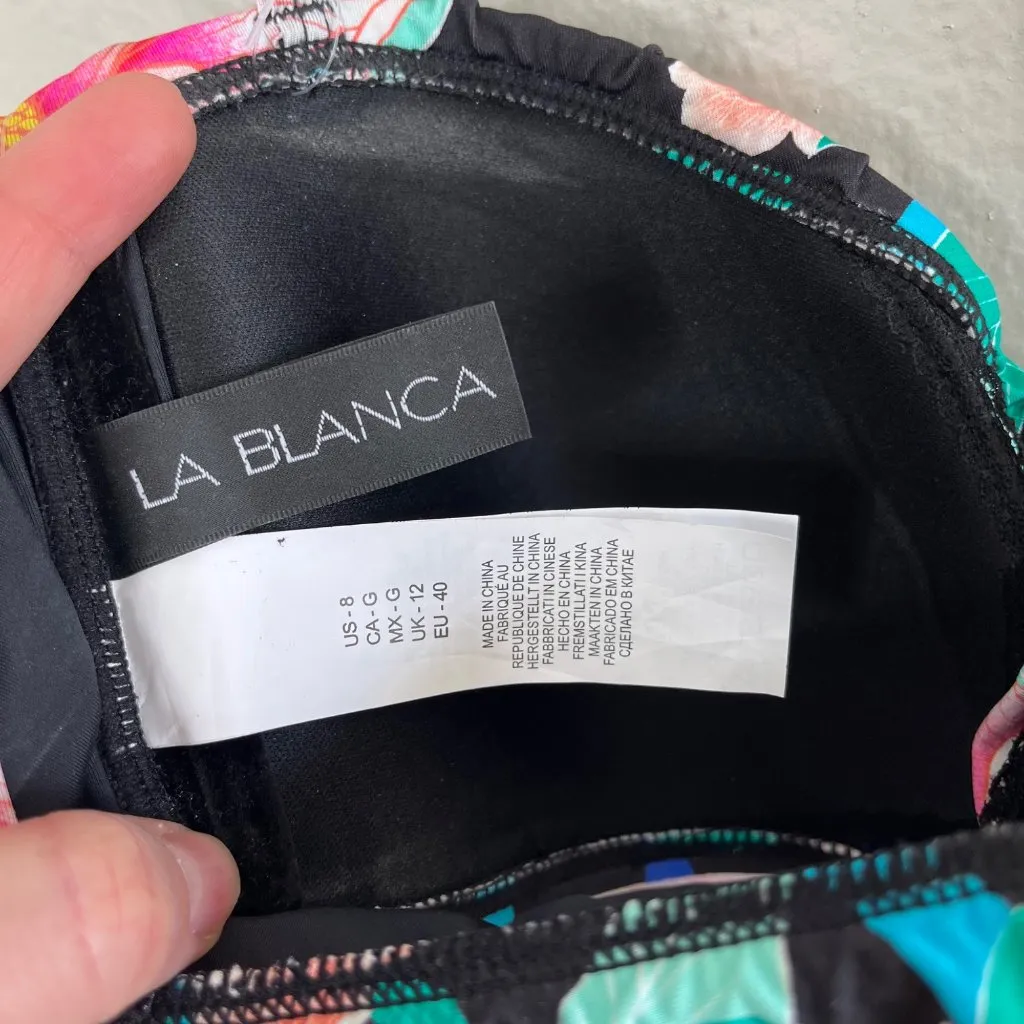 LA BLANCA
US - 8
CA - G
MX - G
UK - 12
EU - 40
MADE IN CHINA
FABRIQUÉ AU
REPUBLIQUE DE CHINE
HERGESTELLT IN CHINA
FABBRICATI IN CINESE
HECHO EN CHINA
FREMSTILLAT I KINA
MAAKTEN IN CHINA
FABRICADO EM CHINA
СДЕЛАНО В КИТАЕ